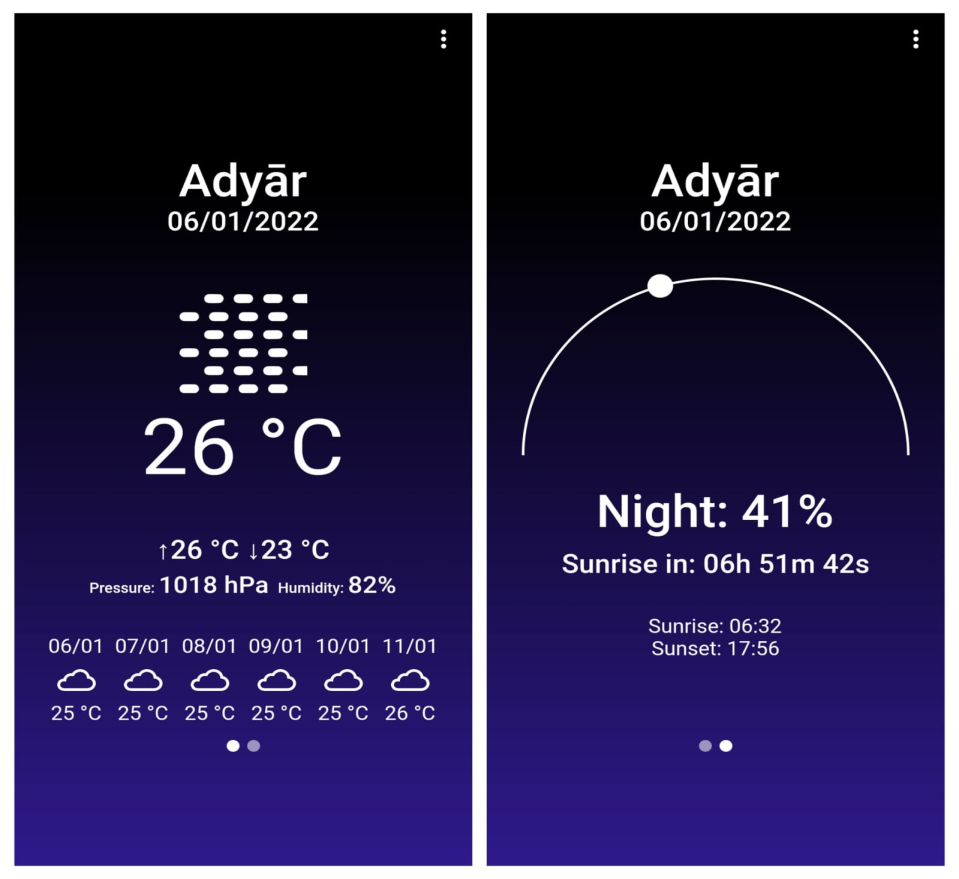 Adyār
06/01/2022
26 °C
↑26 °C ↓23 °C
Pressure: 1018 hPa Humidity: 82%
06/01 07/01 08/01 09/01 10/01 11/01
25 °C 25 °C 25 °C 25 °C 25 °C 26 °C
Adyār
06/01/2022
Night: 41%
Sunrise in: 06h 51m 42s
Sunrise: 06:32
Sunset: 17:56